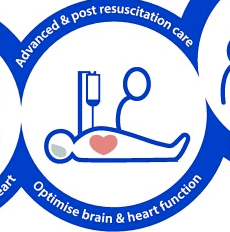 Advanced & post resuscitation care
Optimise brain & heart function